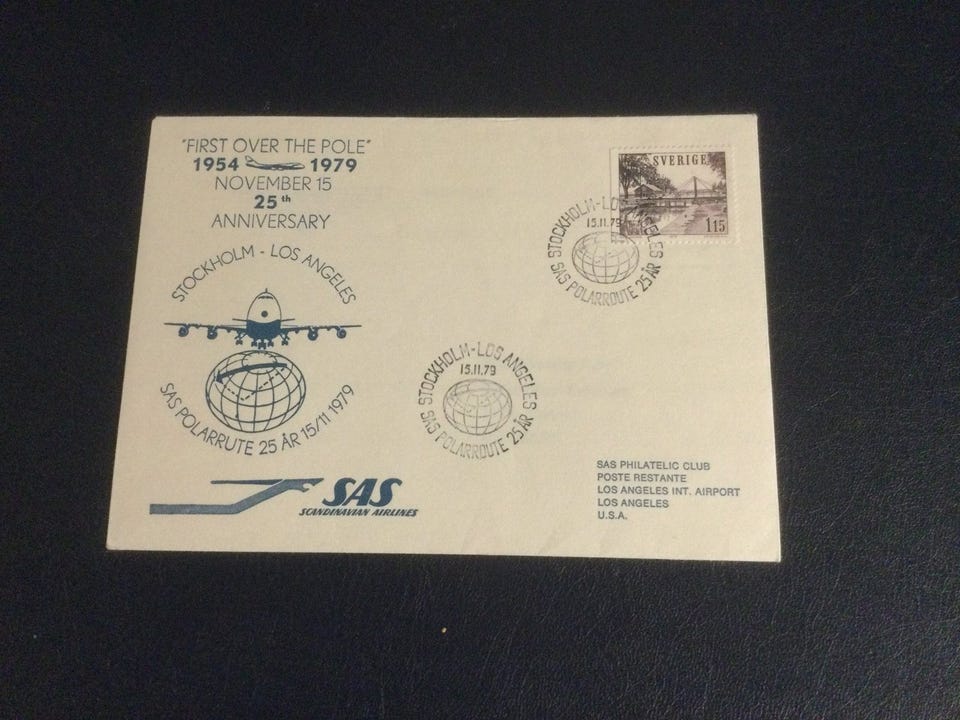 "FIRST OVER THE POLE"
1954 1979
NOVEMBER 15
25th
ANNIVERSARY
STOCKHOLM - LOS ANGELES
SAS POLARRUTE 25 ÅR 15/11 1979
SAS
SCANDINAVIAN AIRLINES
SVERIGE
115
STOCKHOLM-LOS ANGELES
15.11.79
SAS POLARROUTE 25 ÅR
STOCKHOLM-LOS ANGELES
15.11.79
SAS POLARROUTE 25 ÅR
SAS PHILATELIC CLUB
POSTE RESTANTE
LOS ANGELES INT. AIRPORT
LOS ANGELES
U.S.A.